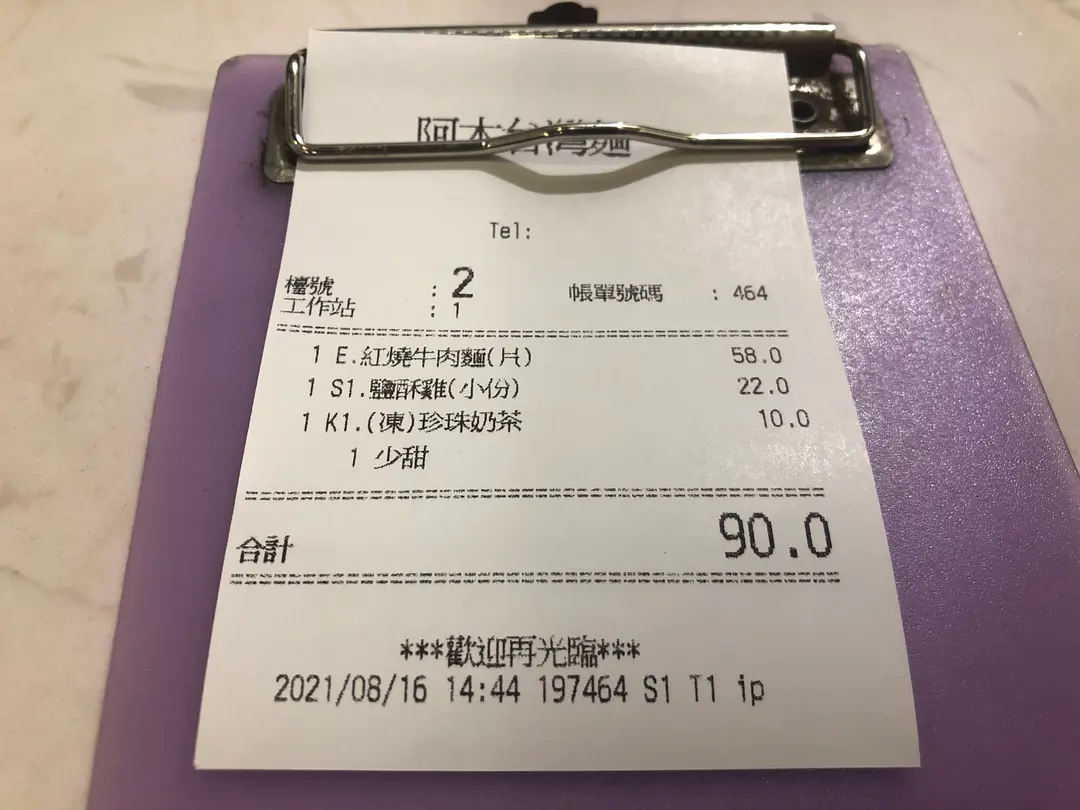 阿本台灣麵
Tel:
檯號 : 2 帳單號碼 : 464
工作站 : 1
1 E.紅燒牛肉麵(片) 58.0
1 S1.鹽酥雞(小份) 22.0
1 K1.(凍)珍珠奶茶 10.0
1 少甜
合計 90.0
***歡迎再光臨***
2021/08/16 14:44 197464 S1 T1 ip